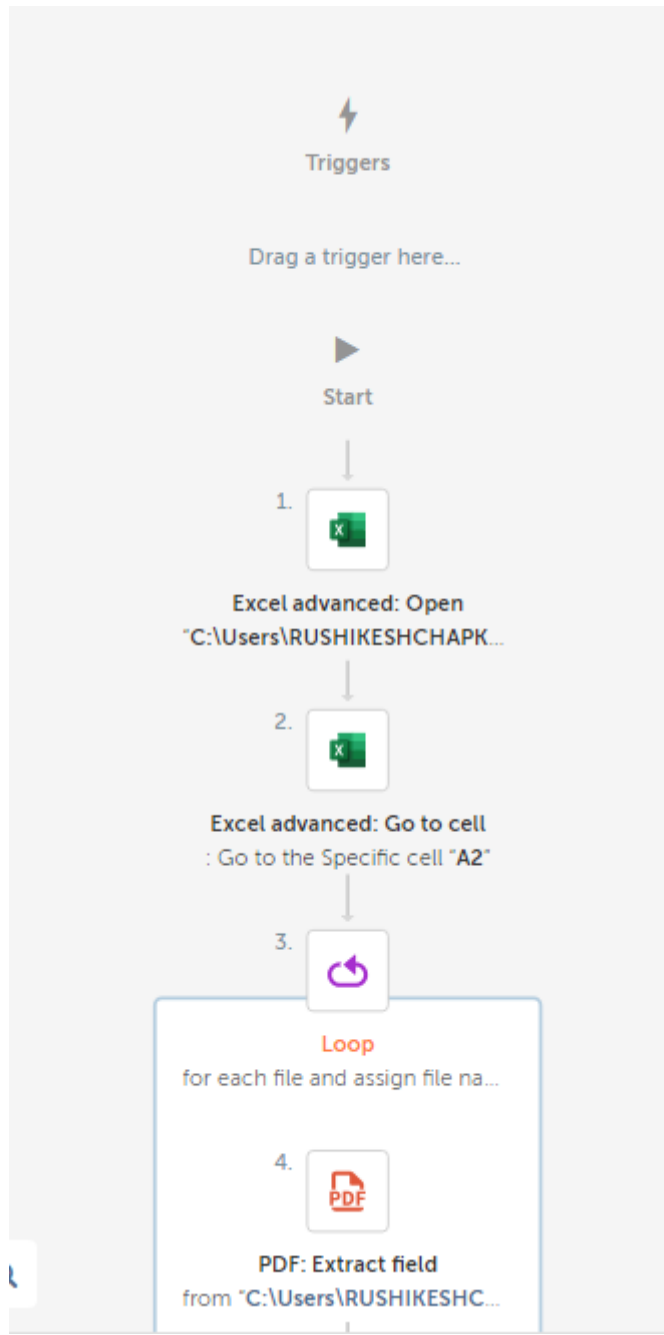 Triggers
Drag a trigger here...
Start
1.
Excel advanced: Open
"C:\Users\RUSHIKESHCHAPK...
2.
Excel advanced: Go to cell
: Go to the Specific cell "A2"
3.
Loop
for each file and assign file na...
4.
PDF
PDF: Extract field
from "C:\Users\RUSHIKESHC...